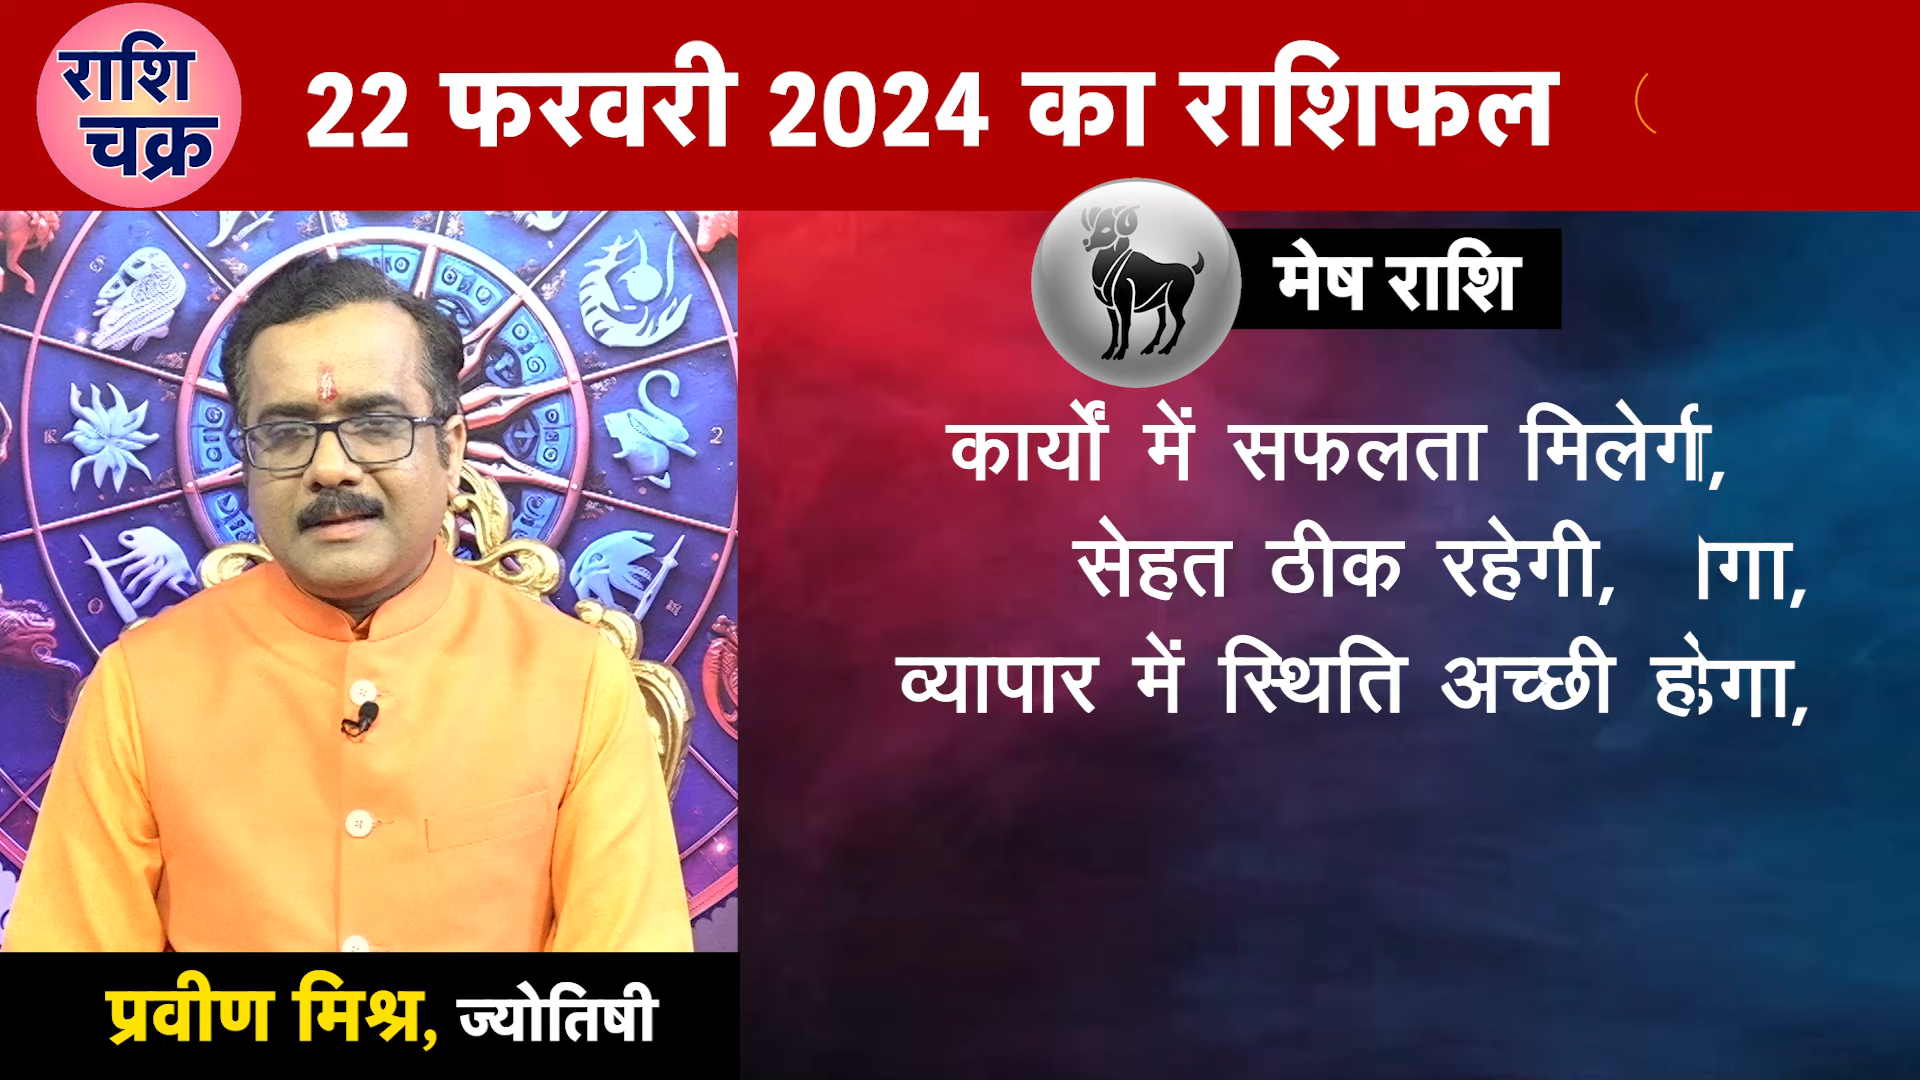 राशि
चक्र
22 फरवरी 2024 का राशिफल
मेष राशि
कार्यों में सफलता
सेहत ठीक रहेगी,
व्यापार में स्थिति अच्छी
प्रवीण मिश्र, ज्योतिषी